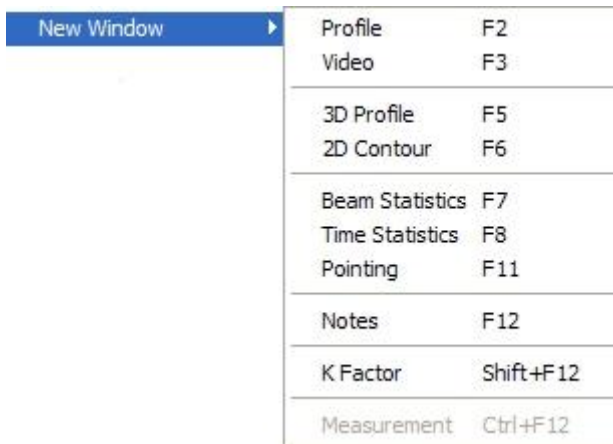 New Window
Profile F2
Video F3
3D Profile F5
2D Contour F6
Beam Statistics F7
Time Statistics F8
Pointing F11
Notes F12
K Factor Shift+F12
Measurement Ctrl+F12